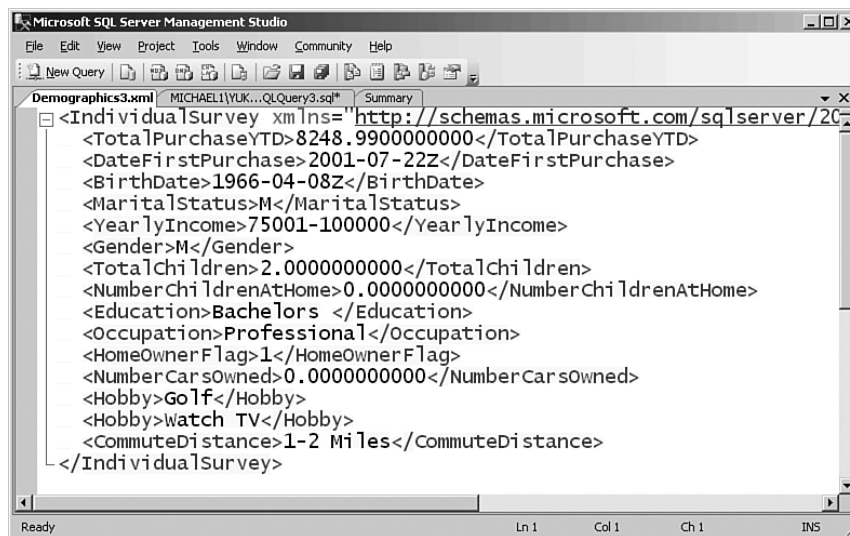 Microsoft SQL Server Management Studio
File Edit View Project Tools Window Community Help
New Query
Demographics3.xml MICHAEL1\YUK...QLQuery3.sql* Summary
<IndividualSurvey xmlns="http://schemas.microsoft.com/sqlserver/20
<TotalPurchaseYTD>8248.9900000000</TotalPurchaseYTD>
<DateFirstPurchase>2001-07-22Z</DateFirstPurchase>
<BirthDate>1966-04-08Z</BirthDate>
<MaritalStatus>M</MaritalStatus>
<YearlyIncome>75001-100000</YearlyIncome>
<Gender>M</Gender>
<TotalChildren>2.0000000000</TotalChildren>
<NumberChildrenAtHome>0.0000000000</NumberChildrenAtHome>
<Education>Bachelors </Education>
<Occupation>Professional</Occupation>
<HomeOwnerFlag>1</HomeOwnerFlag>
<NumberCarsOwned>0.0000000000</NumberCarsOwned>
<Hobby>Golf</Hobby>
<Hobby>Watch TV</Hobby>
<CommuteDistance>1-2 Miles</CommuteDistance>
</IndividualSurvey>
Ready Ln 1 Col 1 Ch 1 INS